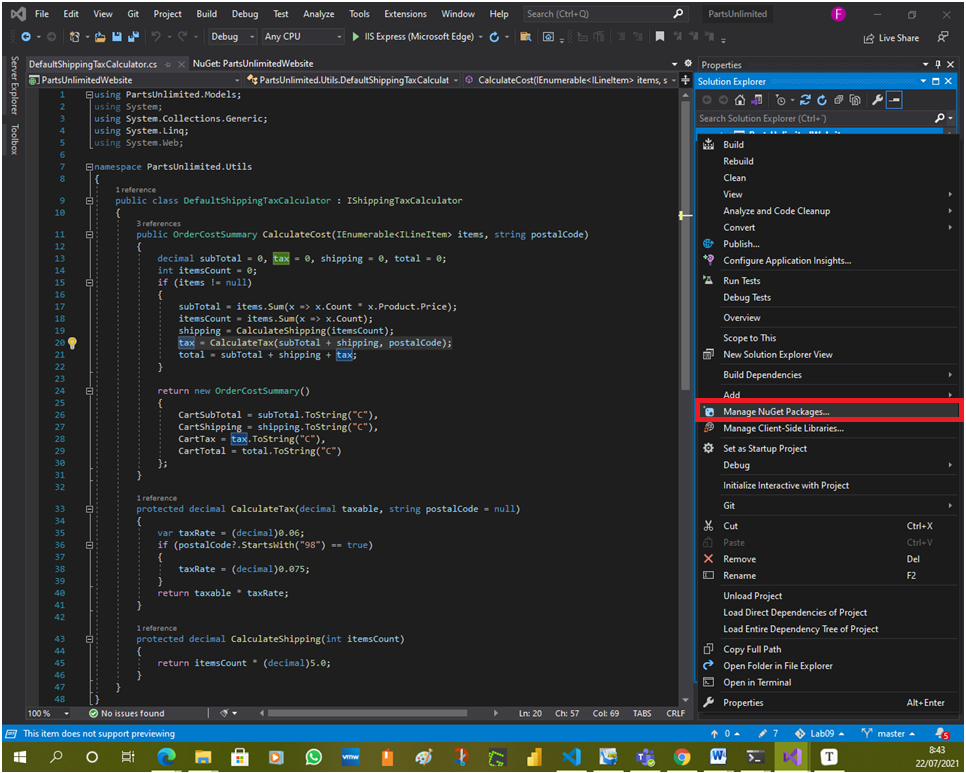 File Edit View Git Project Build Debug Test Analyze Tools Extensions Window Help Search (Ctrl+Q) PartsUnlimited F
Debug Any CPU IIS Express (Microsoft Edge) Live Share
Server Explorer
Toolbox
DefaultShippingTaxCalculator.cs NuGet: PartsUnlimitedWebsite
PartsUnlimitedWebsite PartsUnlimited.Utils.DefaultShippingTaxCalculat CalculateCost(IEnumerable<ILineItem> items, s
1 using PartsUnlimited.Models;
2 using System;
3 using System.Collections.Generic;
4 using System.Linq;
5 using System.Web;
6
7 namespace PartsUnlimited.Utils
8 {
1 reference
9 public class DefaultShippingTaxCalculator : IShippingTaxCalculator
10 {
3 references
11 public OrderCostSummary CalculateCost(IEnumerable<ILineItem> items, string postalCode)
12 {
13 decimal subTotal = 0, tax = 0, shipping = 0, total = 0;
14 int itemsCount = 0;
15 if (items != null)
16 {
17 subTotal = items.Sum(x => x.Count * x.Product.Price);
18 itemsCount = items.Sum(x => x.Count);
19 shipping = CalculateShipping(itemsCount);
20 tax = CalculateTax(subTotal + shipping, postalCode);
21 total = subTotal + shipping + tax;
22 }
23
24 return new OrderCostSummary()
25 {
26 CartSubTotal = subTotal.ToString("C"),
27 CartShipping = shipping.ToString("C"),
28 CartTax = tax.ToString("C"),
29 CartTotal = total.ToString("C")
30 };
31 }
32
1 reference
33 protected decimal CalculateTax(decimal taxable, string postalCode = null)
34 {
35 var taxRate = (decimal)0.06;
36 if (postalCode?.StartsWith("98") == true)
37 {
38 taxRate = (decimal)0.075;
39 }
40 return taxable * taxRate;
41 }
42
1 reference
43 protected decimal CalculateShipping(int itemsCount)
44 {
45 return itemsCount * (decimal)5.0;
46 }
47 }
48 }
100 % No issues found Ln: 20 Ch: 57 Col: 69 TABS CRLF
Properties
Solution Explorer
Search Solution Explorer (Ctrl+¨)
Build
Rebuild
Clean
View
Analyze and Code Cleanup
Convert
Publish...
Configure Application Insights...
Run Tests
Debug Tests
Overview
Scope to This
New Solution Explorer View
Build Dependencies
Add
Manage NuGet Packages...
Manage Client-Side Libraries...
Set as Startup Project
Debug
Initialize Interactive with Project
Git
Cut Ctrl+X
Paste Ctrl+V
Remove Del
Rename F2
Unload Project
Load Direct Dependencies of Project
Load Entire Dependency Tree of Project
Copy Full Path
Open Folder in File Explorer
Open in Terminal
Properties Alt+Enter
This item does not support previewing 0 7 Lab09 master 5
vmw T 8:43
22/07/2021